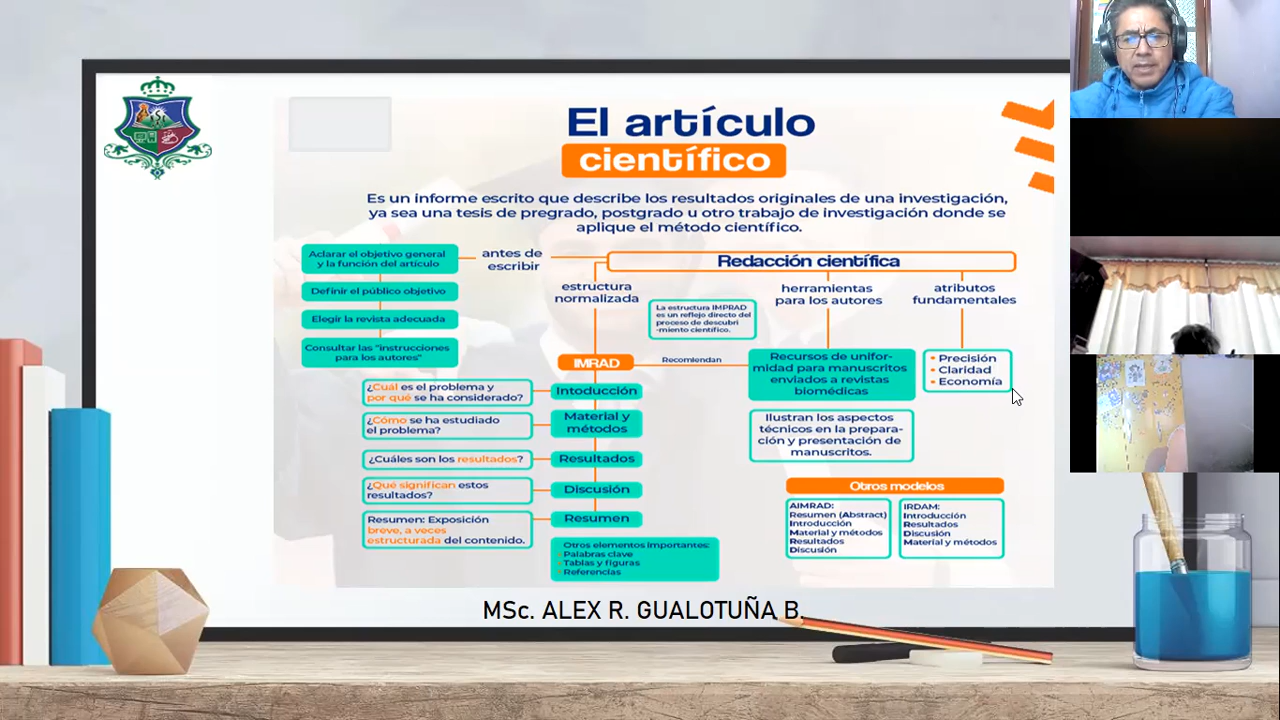 El artículo
científico
Es un informe escrito que describe los resultados originales de una investigación,
ya sea una tesis de pregrado, postgrado u otro trabajo de investigación donde se
aplique el método científico.
Aclarar el objetivo general
y la función del artículo
Definir el público objetivo
Elegir la revista adecuada
Consultar las "instrucciones
para los autores"
antes de
escribir
Redacción científica
estructura
normalizada
La estructura IMPRAD
es un reflejo directo del
proceso de descubri
-miento científico.
herramientas
para los autores
atributos
fundamentales
IMRAD
Recomiendan
Recursos de unifor-
midad para manuscritos
enviados a revistas
biomédicas
• Precisión
• Claridad
• Economía
¿Cuál es el problema y
por qué se ha considerado?
Intoducción
¿Cómo se ha estudiado
el problema?
Material y
métodos
¿Cuáles son los resultados?
Resultados
¿Qué significan estos
resultados?
Discusión
Resumen: Exposición
breve, a veces
estructurada del contenido.
Resumen
Otros elementos importantes:
Palabras clave
Tablas y figuras
Referencias
Ilustran los aspectos
técnicos en la prepara-
ción y presentación de
manuscritos.
Otros modelos
AIMRAD:
Resumen (Abstract)
Introducción
Material y métodos
Resultados
Discusión
IRDAM:
Introducción
Resultados
Discusión
Material y métodos
MSc. ALEX R. GUALOTUÑA B.